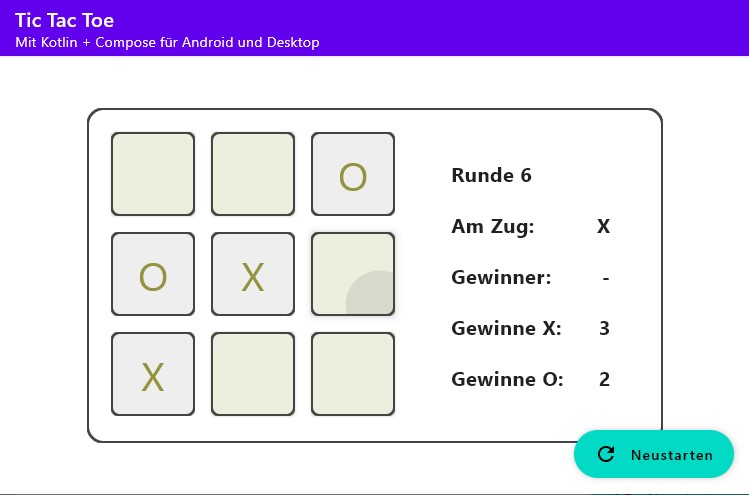 Tic Tac Toe
Mit Kotlin + Compose für Android und Desktop
O
O X
X
Runde 6
Am Zug: X
Gewinner: -
Gewinne X: 3
Gewinne O: 2
Neustarten